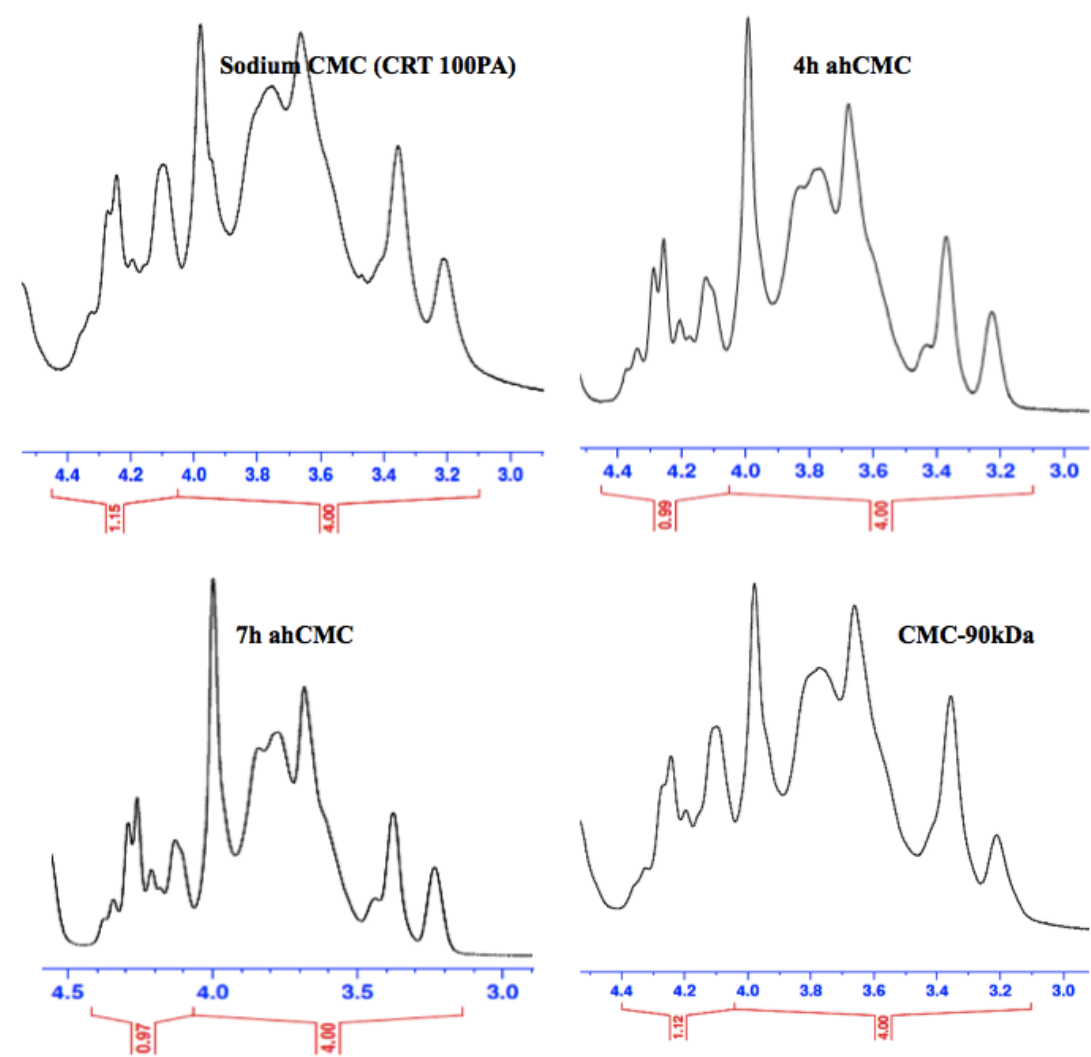 Sodium CMC (CRT 100PA)
4.4 4.2 4.0 3.8 3.6 3.4 3.2 3.0
1.15 4.00
4h ahCMC
4.4 4.2 4.0 3.8 3.6 3.4 3.2 3.0
0.99 4.00
7h ahCMC
4.5 4.0 3.5 3.0
0.97 4.00
CMC-90kDa
4.4 4.2 4.0 3.8 3.6 3.4 3.2 3.0
1.12 4.00